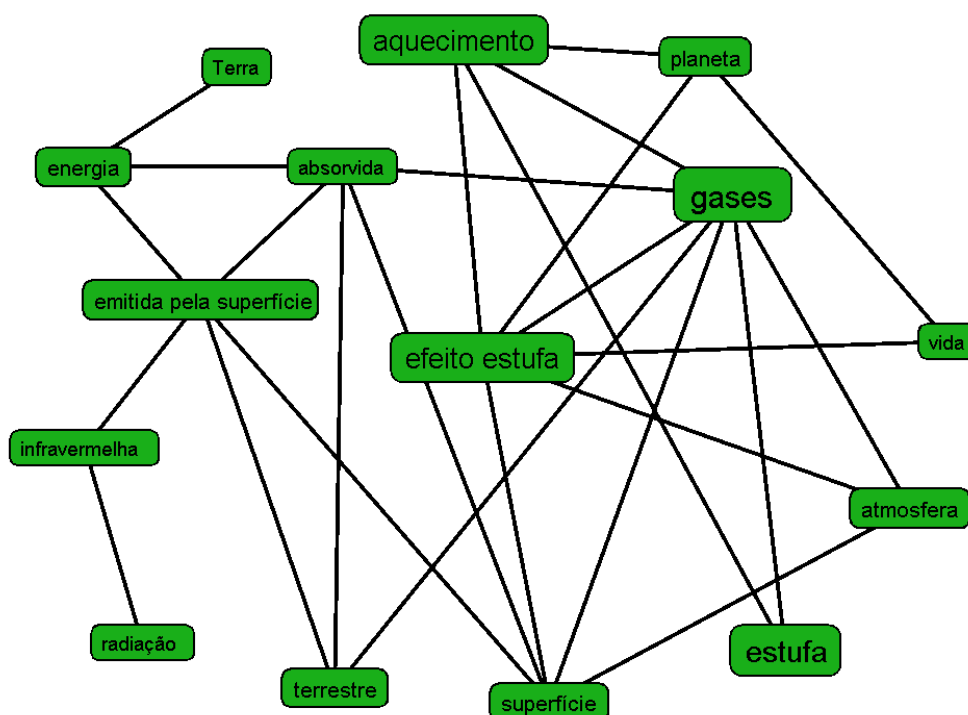 aquecimento
planeta
Terra
energia
absorvida
gases
emitida pela superfície
efeito estufa
vida
infravermelha
atmosfera
radiação
estufa
terrestre
superfície